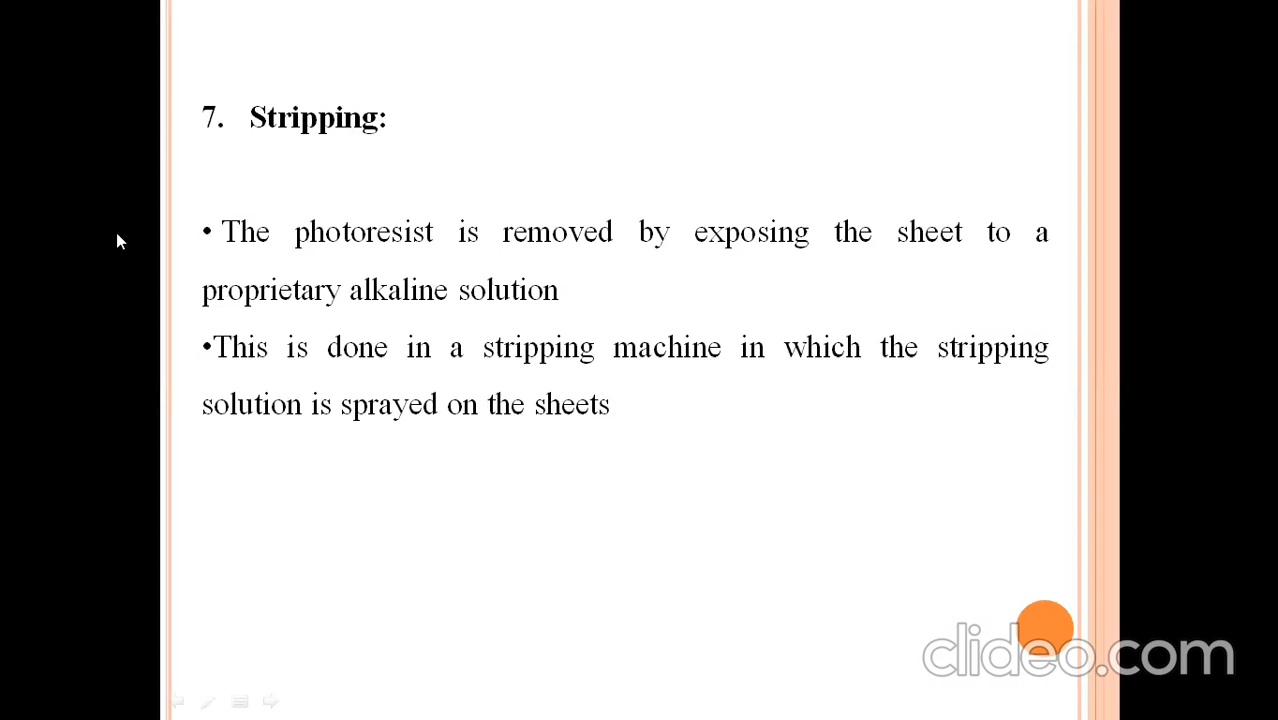 7. Stripping:
• The photoresist is removed by exposing the sheet to a
proprietary alkaline solution
•This is done in a stripping machine in which the stripping
solution is sprayed on the sheets
clideo.com